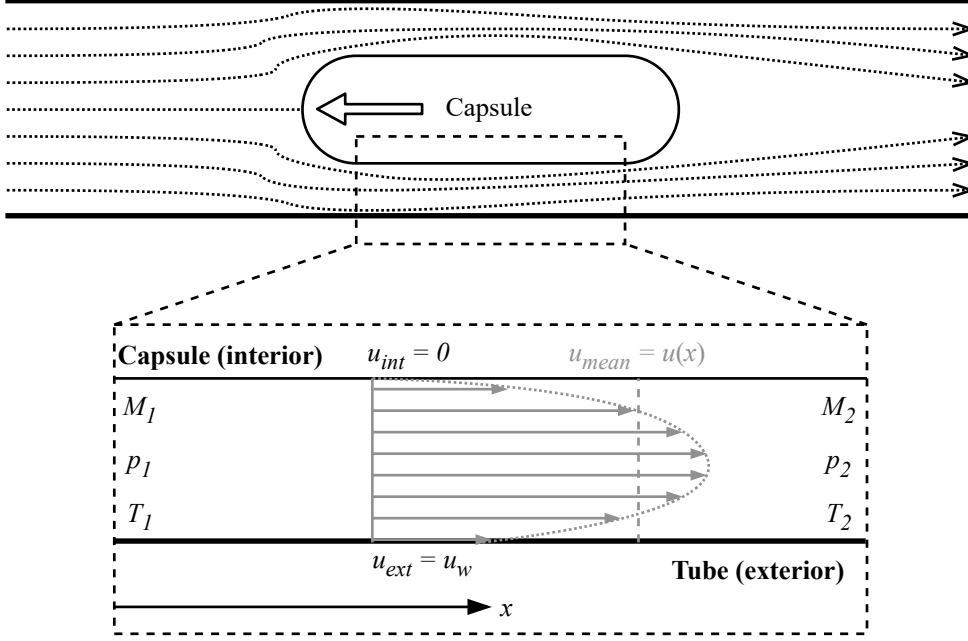 Capsule
Capsule (interior) u_int = 0 u_mean = u(x)
M_1 M_2
p_1 p_2
T_1 T_2
u_ext = u_w
Tube (exterior)
x